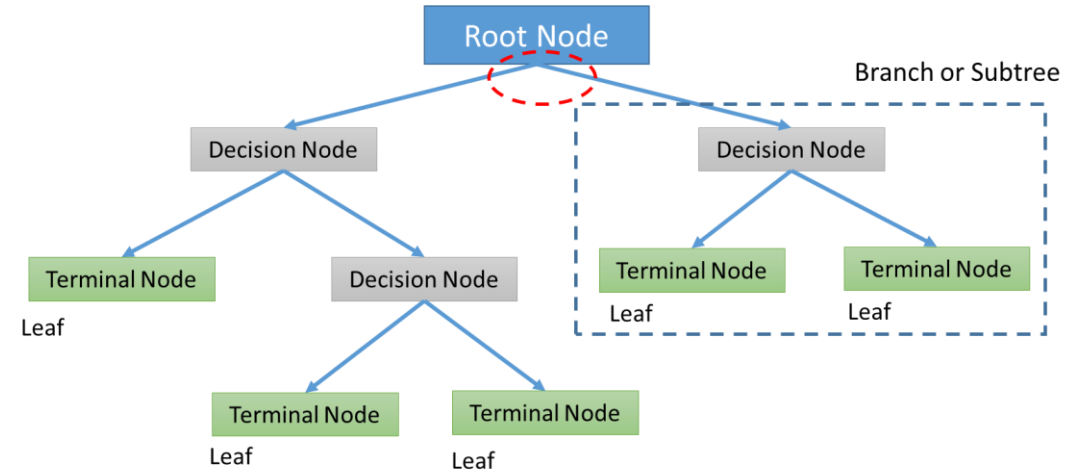 Root Node
Branch or Subtree
Decision Node
Decision Node
Terminal Node
Leaf
Decision Node
Terminal Node
Leaf
Terminal Node
Leaf
Terminal Node
Leaf
Terminal Node
Leaf